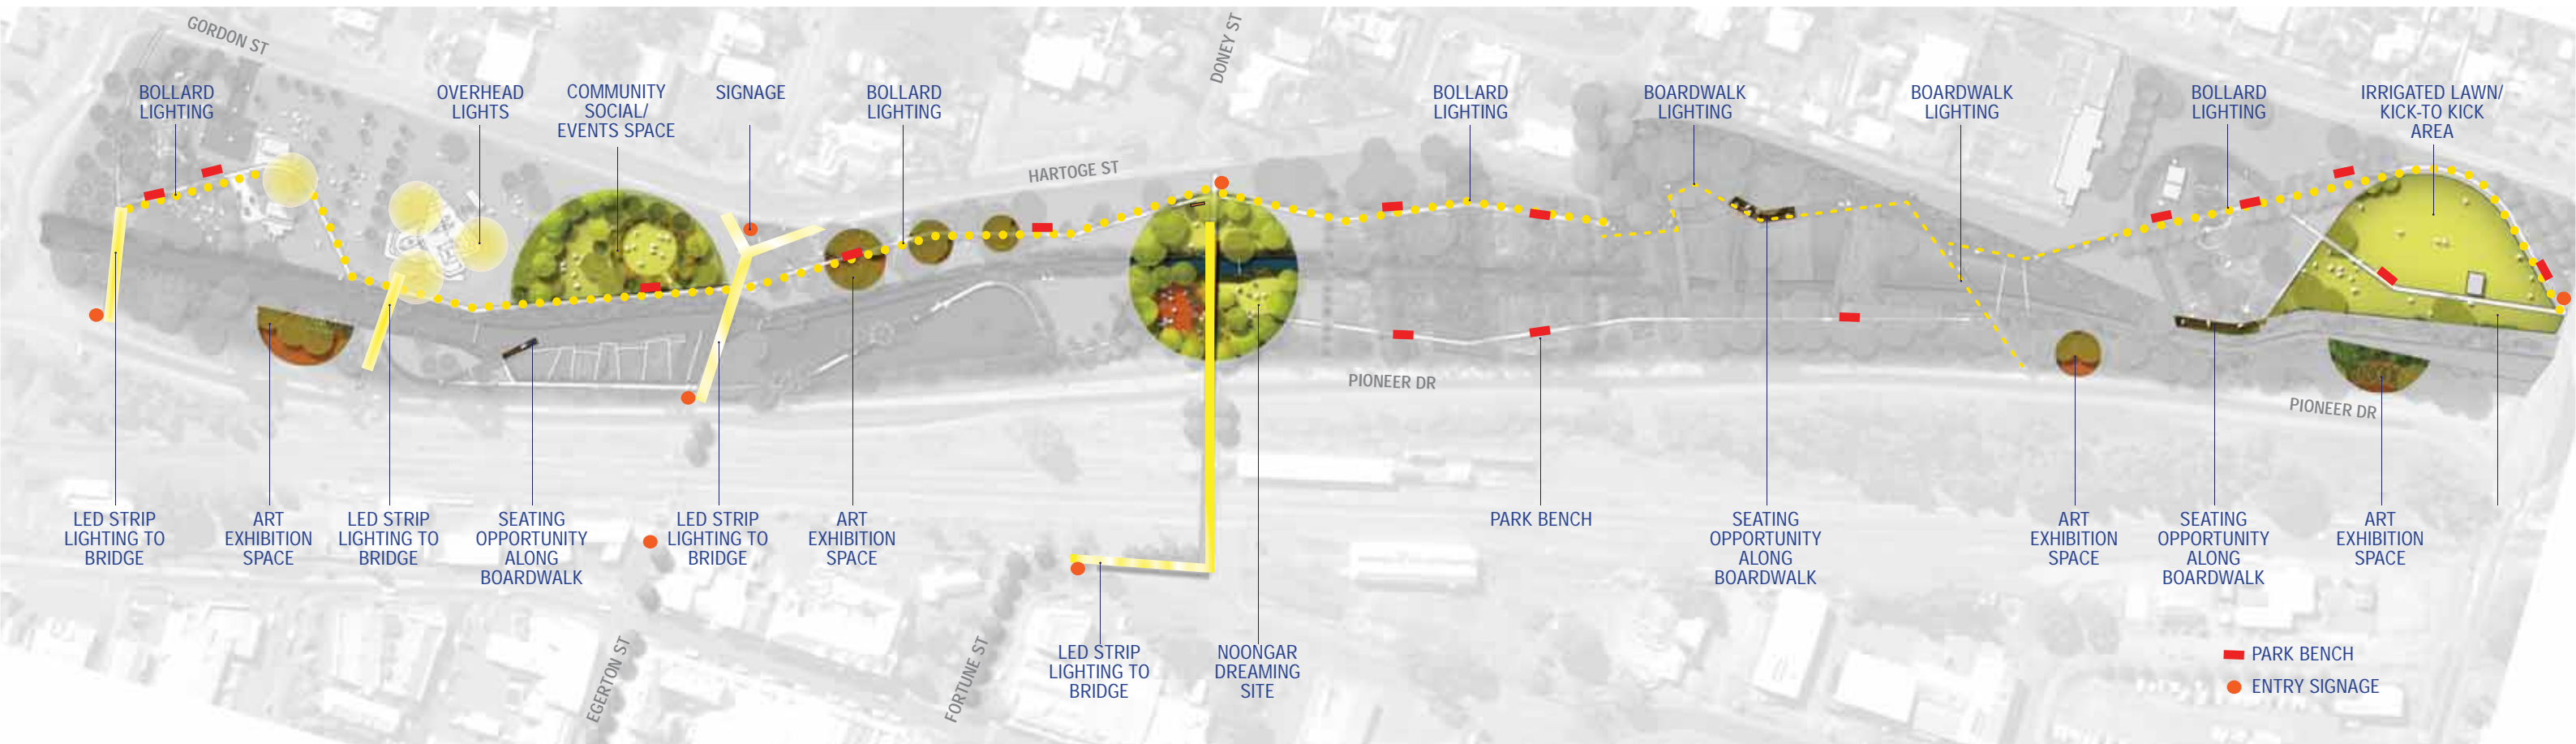 GORDON ST
DONEY ST
BOLLARD
LIGHTING
OVERHEAD
LIGHTS
COMMUNITY
SOCIAL/
EVENTS SPACE
SIGNAGE
BOLLARD
LIGHTING
BOLLARD
LIGHTING
BOARDWALK
LIGHTING
BOARDWALK
LIGHTING
BOLLARD
LIGHTING
IRRIGATED LAWN/
KICK-TO KICK
AREA
HARTOGE ST
PIONEER DR
PIONEER DR
LED STRIP
LIGHTING TO
BRIDGE
ART
EXHIBITION
SPACE
LED STRIP
LIGHTING TO
BRIDGE
SEATING
OPPORTUNITY
ALONG
BOARDWALK
LED STRIP
LIGHTING TO
BRIDGE
ART
EXHIBITION
SPACE
PARK BENCH
SEATING
OPPORTUNITY
ALONG
BOARDWALK
ART
EXHIBITION
SPACE
SEATING
OPPORTUNITY
ALONG
BOARDWALK
ART
EXHIBITION
SPACE
EGERTON ST
FORTUNE ST
LED STRIP
LIGHTING TO
BRIDGE
NOONGAR
DREAMING
SITE
PARK BENCH
ENTRY SIGNAGE